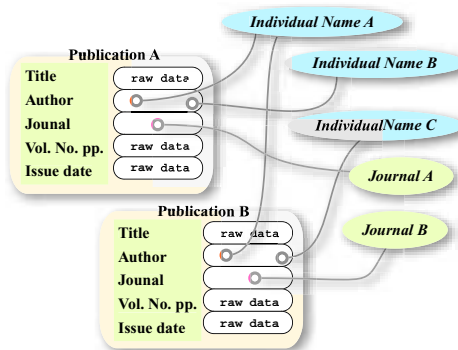 Individual Name A
Publication A
Individual Name B
Title raw data
Author
Jounal
IndividualName C
Vol. No. pp. raw data
Issue date raw data
Journal A
Publication B
Journal B
Title raw data
Author
Jounal
Vol. No. pp. raw data
Issue date raw data